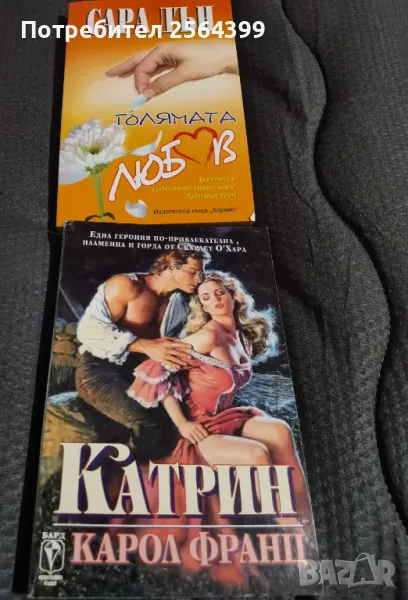 Потребител 2564399
САРА ЛЪН
ГОЛЯМАТА
ЛЮБОВ
Издателска къща „Хермес“
ЕДНА ГЕРОИНЯ ПО-ПРИВЛЕКАТЕЛНА,
ПЛАМЕННА И ГОРДА ОТ СКАРЛЕТ О'ХАРА
КАТРИН
БАРД
КАРОЛ ФРАНЦ
bazar